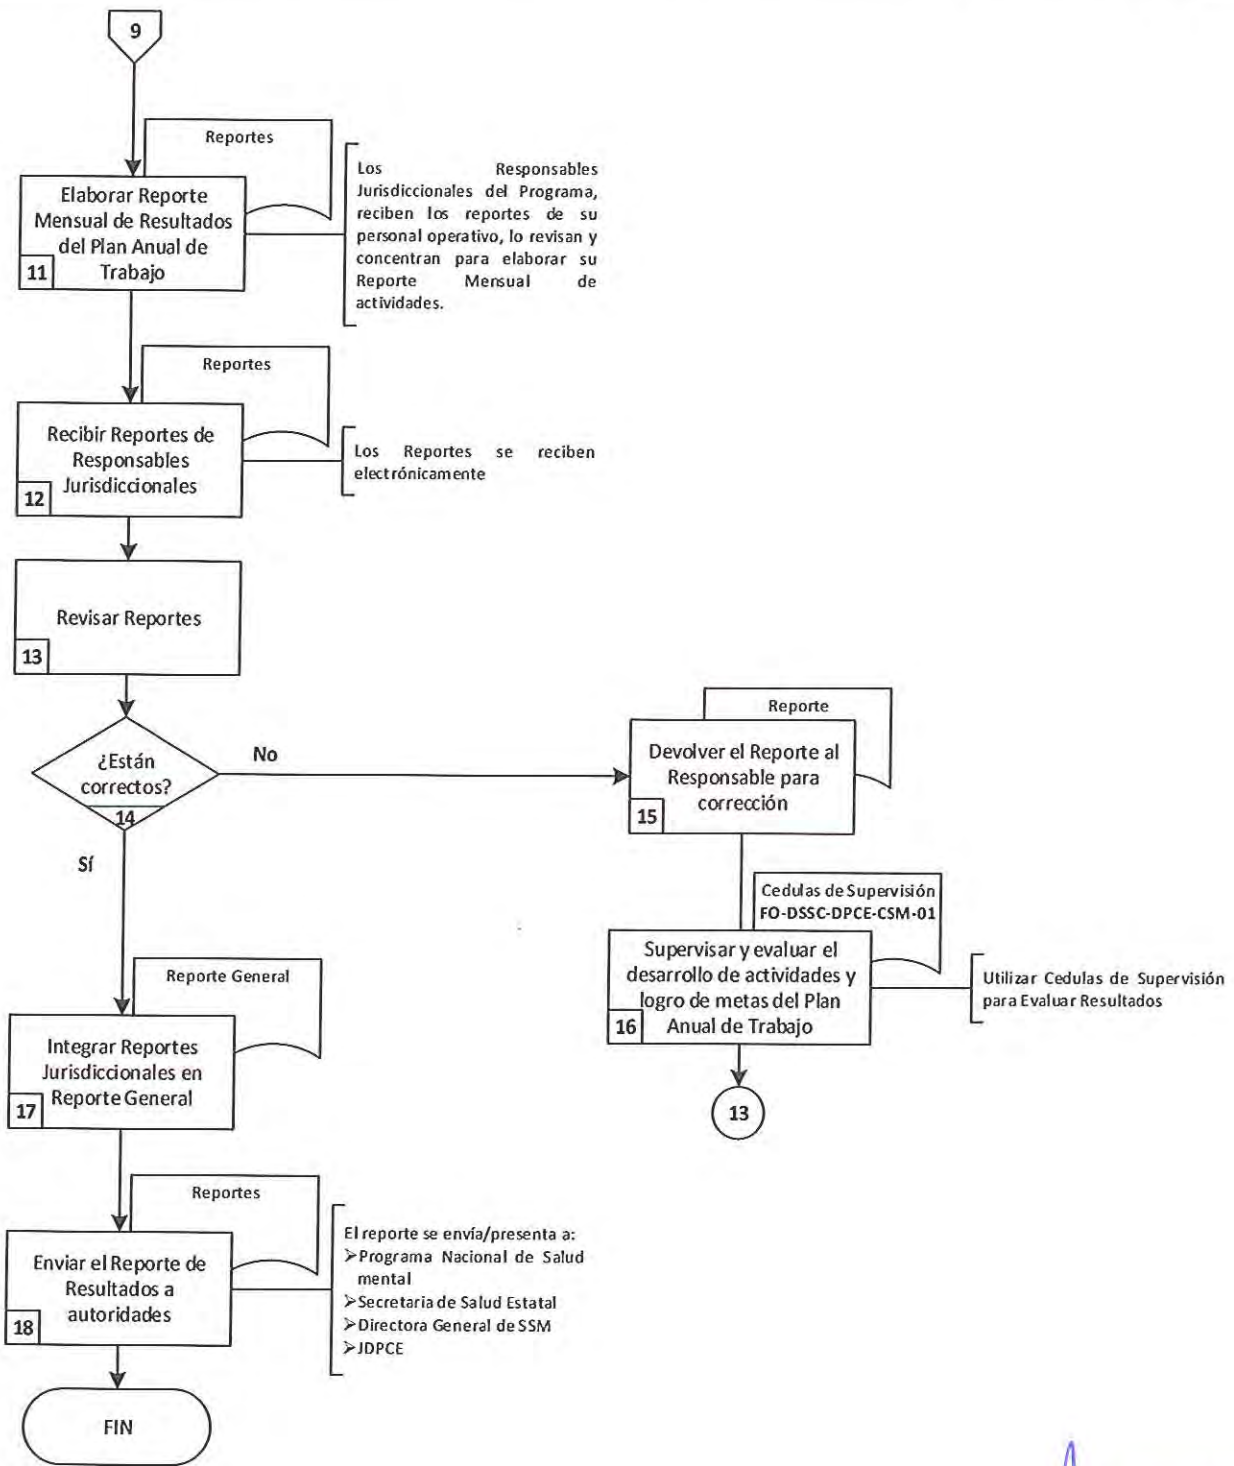 9
Reportes
Elaborar Reporte
Mensual de Resultados
del Plan Anual de
Trabajo
11
Los Responsables
Jurisdiccionales del Programa,
reciben los reportes de su
personal operativo, lo revisan y
concentran para elaborar su
Reporte Mensual de
actividades.
Reportes
Recibir Reportes de
Responsables
Jurisdiccionales
12
Los Reportes se reciben
electrónicamente
Revisar Reportes
13
¿Están
correctos?
14
No
Sí
Reporte
Devolver el Reporte al
Responsable para
corrección
15
Cedulas de Supervisión
FO-DSSC-DPCE-CSM-01
Supervisar y evaluar el
desarrollo de actividades y
logro de metas del Plan
Anual de Trabajo
16
Utilizar Cedulas de Supervisión
para Evaluar Resultados
13
Reporte General
Integrar Reportes
Jurisdiccionales en
Reporte General
17
Reportes
Enviar el Reporte de
Resultados a
autoridades
18
El reporte se envía/presenta a:
➢Programa Nacional de Salud
mental
➢Secretaria de Salud Estatal
➢Directora General de SSM
➢JDPCE
FIN